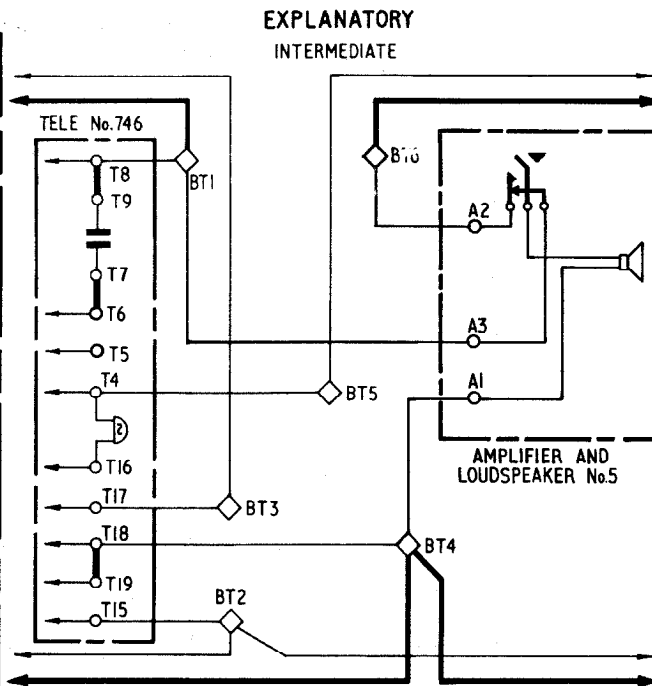 EXPLANATORY
INTERMEDIATE
TELE No.746
T8
BT1
T9
T7
T6
T5
T4
BT5
T16
T17
BT3
T18
BT4
T19
T15
BT2
BT6
A2
A3
A1
AMPLIFIER AND
LOUDSPEAKER No.5